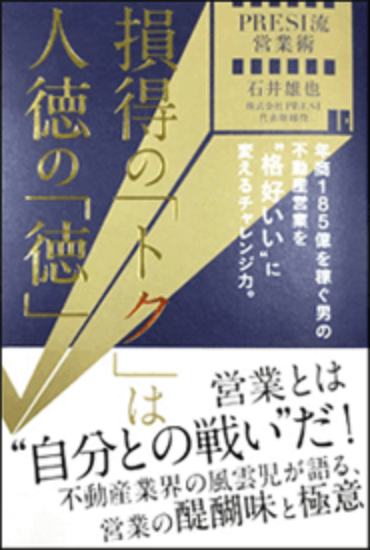 損得の「トク」は
人徳の「徳」
PRESI流
営業術
石井雄也
株式会社PRESI
代表取締役
年商185億を稼ぐ男の
不動産営業を
“格好いい”に
変えるチャレンジ力。
営業とは
“自分との戦い”だ！
不動産業界の風雲児が語る、
営業の醍醐味と極意